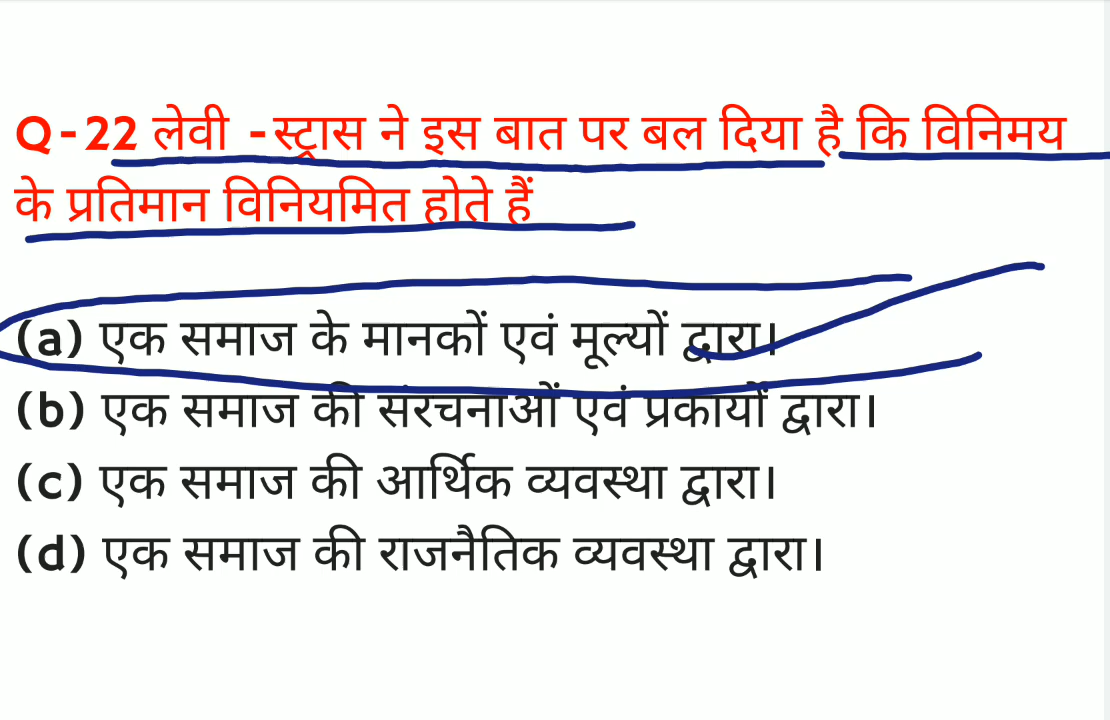 Q-22 लेवी -स्ट्रास ने इस बात पर बल दिया है कि विनिमय
के प्रतिमान विनियमित होते हैं
(a) एक समाज के मानकों एवं मूल्यों द्वारा।
(b) एक समाज की संरचनाओं एवं प्रकार्यों द्वारा।
(c) एक समाज की आर्थिक व्यवस्था द्वारा।
(d) एक समाज की राजनैतिक व्यवस्था द्वारा।